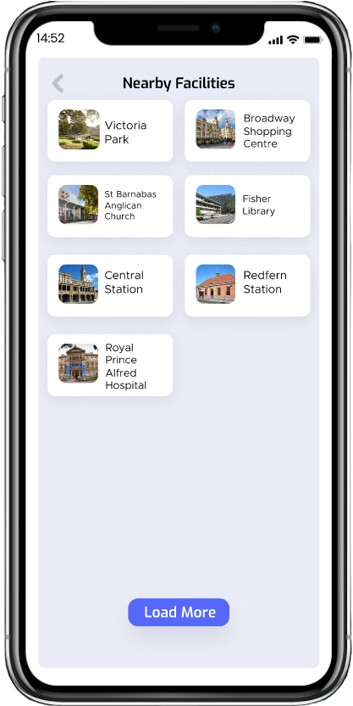 14:52
Nearby Facilities
Victoria
Park
Broadway
Shopping
Centre
St Barnabas
Anglican
Church
Fisher
Library
Central
Station
Redfern
Station
Royal
Prince
Alfred
Hospital
Load More